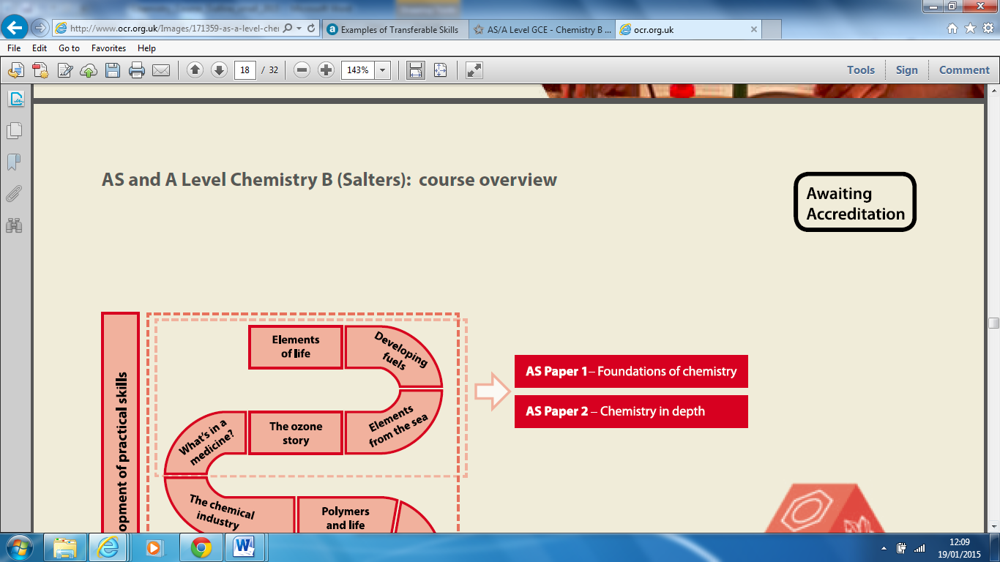 http://www.ocr.org.uk/Images/171359-as-a-level-che
Examples of Transferable Skills
AS/A Level GCE - Chemistry B ...
ocr.org.uk
File Edit Go to Favorites Help
18 / 32
143%
Tools Sign Comment
AS and A Level Chemistry B (Salters): course overview
Awaiting
Accreditation
opment of practical skills
Elements
of life
Developing
fuels
Elements
from the sea
The ozone
story
What's in a
medicine?
The chemical
industry
Polymers
and life
AS Paper 1– Foundations of chemistry
AS Paper 2 – Chemistry in depth
12:09
19/01/2015